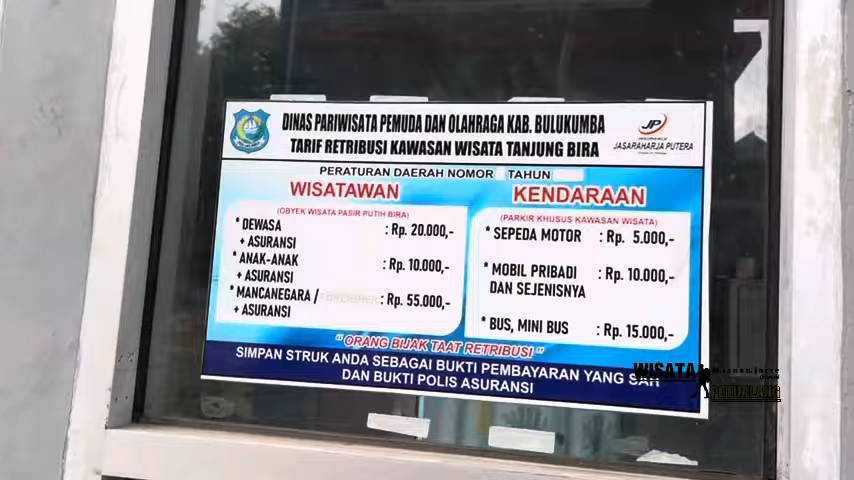 DINAS PARIWISATA PEMUDA DAN OLAHRAGA KAB. BULUKUMBA
TARIF RETRIBUSI KAWASAN WISATA TANJUNG BIRA
JP
INSURANCE
JASARAHARJA PUTERA
PERATURAN DAERAH NOMOR TAHUN
WISATAWAN
(OBYEK WISATA PASIR PUTIH BIRA)
* DEWASA : Rp. 20.000,-
+ ASURANSI
* ANAK-ANAK : Rp. 10.000,-
+ ASURANSI
* MANCANEGARA / : Rp. 55.000,-
+ ASURANSI
KENDARAAN
(PARKIR KHUSUS KAWASAN WISATA)
* SEPEDA MOTOR : Rp. 5.000,-
* MOBIL PRIBADI : Rp. 10.000,-
DAN SEJENISNYA
* BUS, MINI BUS : Rp. 15.000,-
" ORANG BIJAK TAAT RETRIBUSI "
SIMPAN STRUK ANDA SEBAGAI BUKTI PEMBAYARAN YANG SAH
DAN BUKTI POLIS ASURANSI
WISATA
PEMUALANG